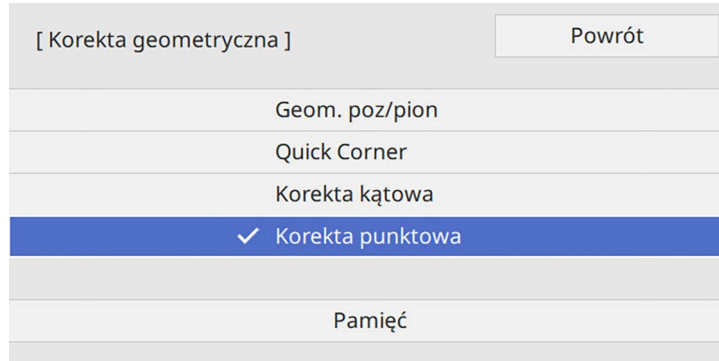 [ Korekta geometryczna ]
Powrót
Geom. poz/pion
Quick Corner
Korekta kątowa
Korekta punktowa
Pamięć